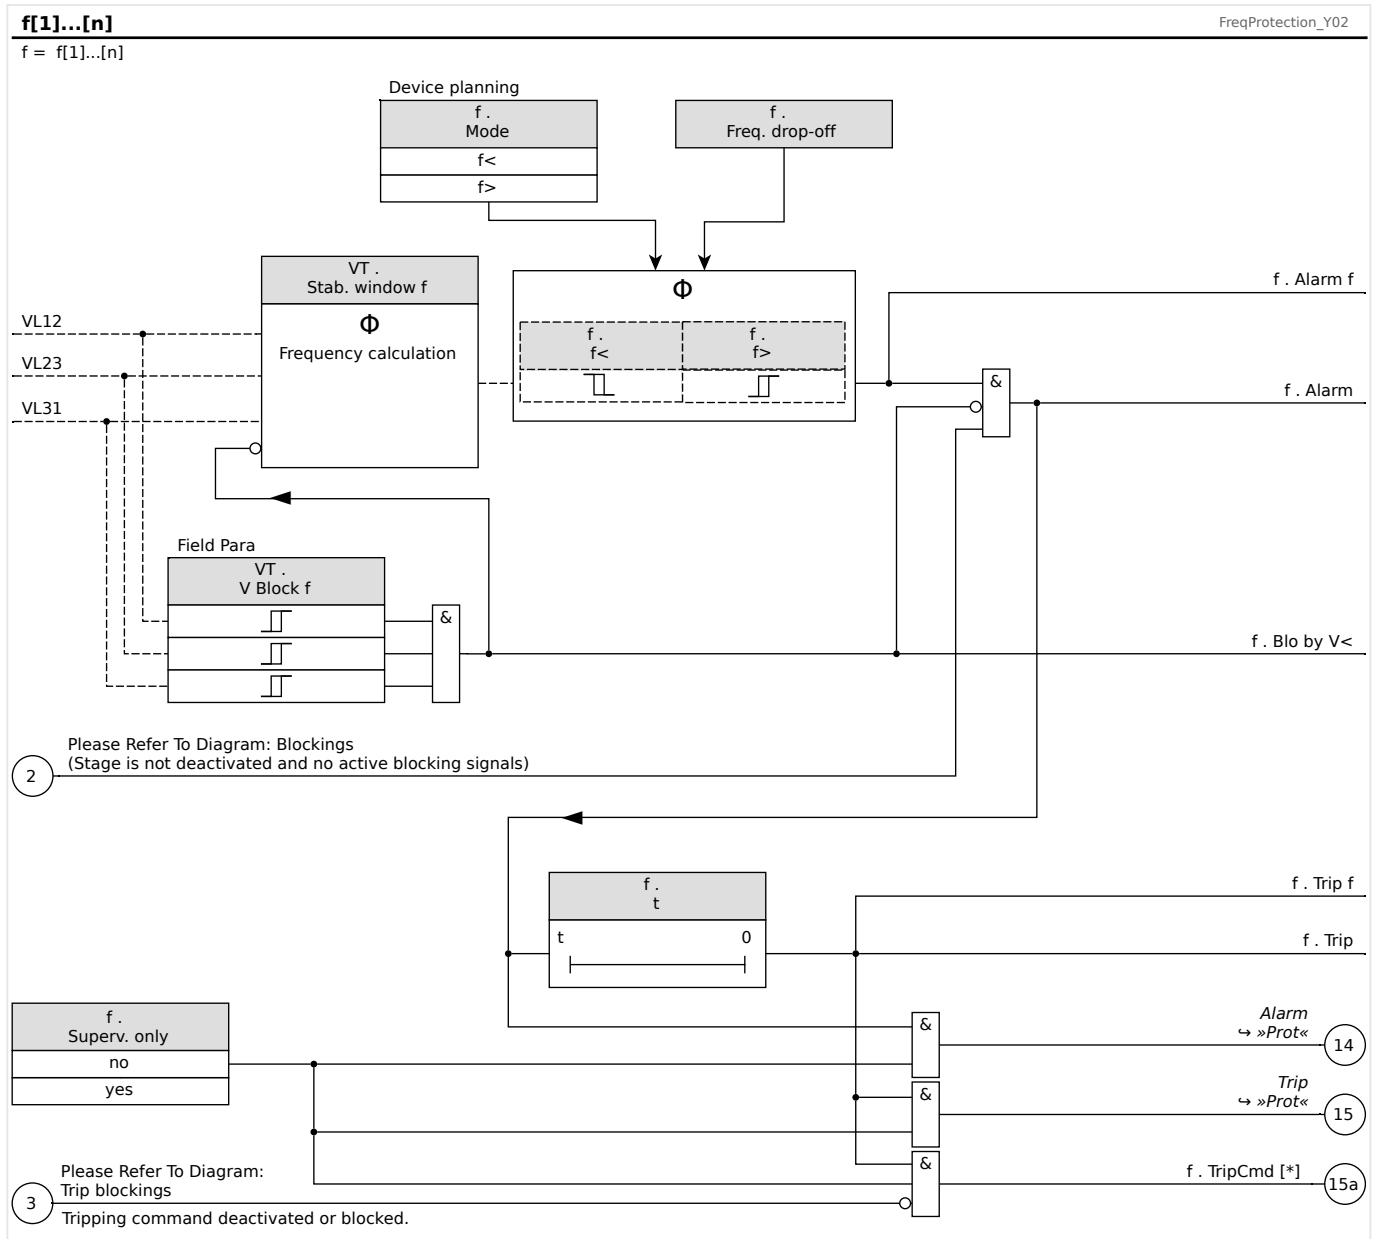 f[1]...[n]
FreqProtection_Y02
f = f[1]...[n]
Device planning
f .
Mode
f<
f>
f .
Freq. drop-off
VT .
Stab. window f
Φ
Frequency calculation
Φ
f .
f<
f .
f>
f . Alarm f
VL12
VL23
VL31
&
f . Alarm
Field Para
VT .
V Block f
&
f . Blo by V<
Please Refer To Diagram: Blockings
(Stage is not deactivated and no active blocking signals)
2
f .
t
t 0
f . Trip f
f . Trip
f .
Superv. only
no
yes
&
Alarm
↪ »Prot«
14
&
Trip
↪ »Prot«
15
&
f . TripCmd [*]
15a
Please Refer To Diagram:
Trip blockings
3
Tripping command deactivated or blocked.